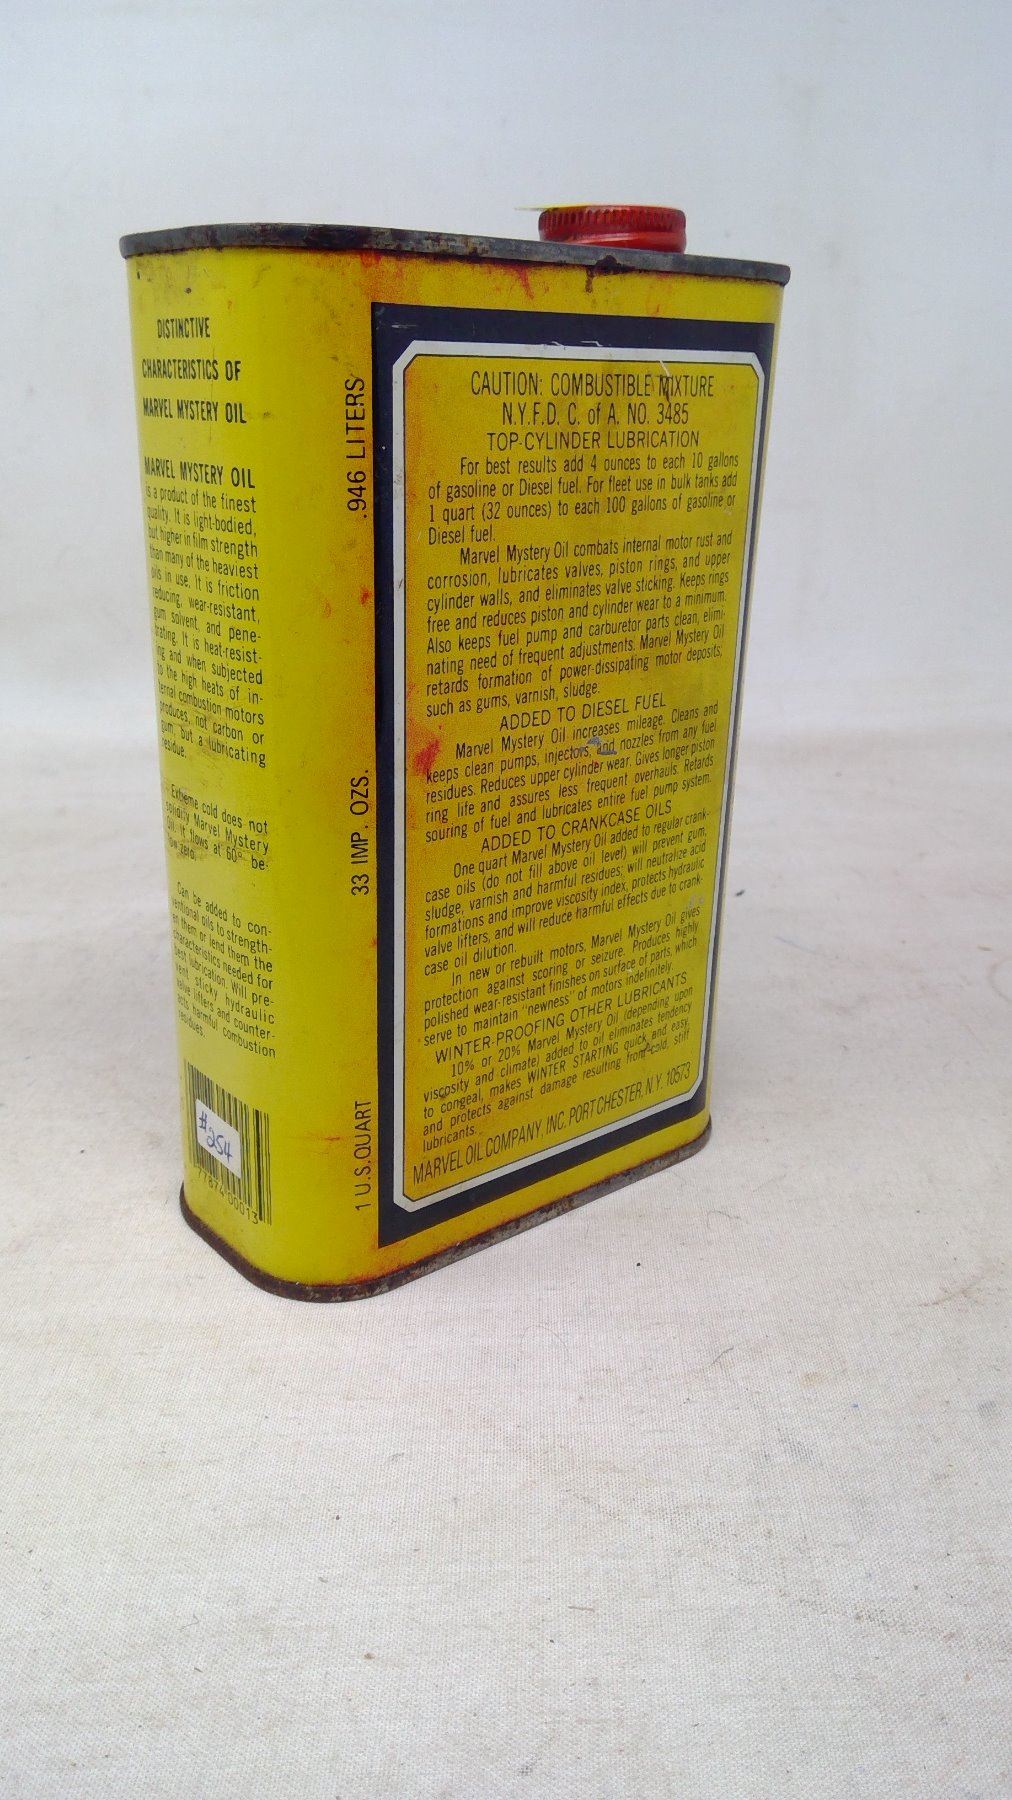 DISTINCTIVE
CHARACTERISTICS OF
MARVEL MYSTERY OIL
MARVEL MYSTERY OIL
is a product of the finest
quality. It is light-bodied,
but higher in film strength
than many of the heaviest
oils in use. It is friction
reducing, wear-resistant,
gum solvent, and pene-
trating. It is heat-resist-
ing and when subjected
to the high heats of in-
ternal combustion motors
produces, not carbon or
gum, but a lubricating
residue.
Extreme cold does not
solidify Marvel Mystery
Oil. It flows at 60° be-
low zero.
Can be added to con-
ventional oils to strength-
en them or lend them the
characteristics needed for
best lubrication. Will pre-
vent sticky hydraulic
valve lifters and counter-
acts harmful combustion
residues.
#254
77874 00013
.946 LITERS
33 IMP. OZS.
1 U.S. QUART
CAUTION: COMBUSTIBLE MIXTURE
N.Y.F.D. C. of A. NO. 3485
TOP-CYLINDER LUBRICATION
For best results add 4 ounces to each 10 gallons
of gasoline or Diesel fuel. For fleet use in bulk tanks add
1 quart (32 ounces) to each 100 gallons of gasoline or
Diesel fuel.
Marvel Mystery Oil combats internal motor rust and
corrosion, lubricates valves, piston rings, and upper
cylinder walls, and eliminates valve sticking. Keeps rings
free and reduces piston and cylinder wear to a minimum.
Also keeps fuel pump and carburetor parts clean, elimi-
nating need of frequent adjustments. Marvel Mystery Oil
retards formation of power-dissipating motor deposits;
such as gums, varnish, sludge.
ADDED TO DIESEL FUEL
Marvel Mystery Oil increases mileage. Cleans and
keeps clean pumps, injectors, and nozzles from any fuel
residues. Reduces upper cylinder wear. Gives longer piston
ring life and assures less frequent overhauls. Retards
souring of fuel and lubricates entire fuel pump system.
ADDED TO CRANKCASE OILS
One quart Marvel Mystery Oil added to regular crank-
case oils (do not fill above oil level) will prevent gum,
sludge, varnish and harmful residues; will neutralize acid
formations and improve viscosity index, protects hydraulic
valve lifters, and will reduce harmful effects due to crank-
case oil dilution.
In new or rebuilt motors, Marvel Mystery Oil gives
protection against scoring or seizure. Produces highly
polished wear-resistant finishes on surface of parts, which
serve to maintain "newness" of motors indefinitely.
WINTER-PROOFING OTHER LUBRICANTS
10% or 20% Marvel Mystery Oil (depending upon
viscosity and climate) added to oil eliminates tendency
to congeal, makes WINTER STARTING quick and easy,
and protects against damage resulting from cold, stiff
lubricants.
MARVEL OIL COMPANY, INC. PORT CHESTER, N.Y. 10573